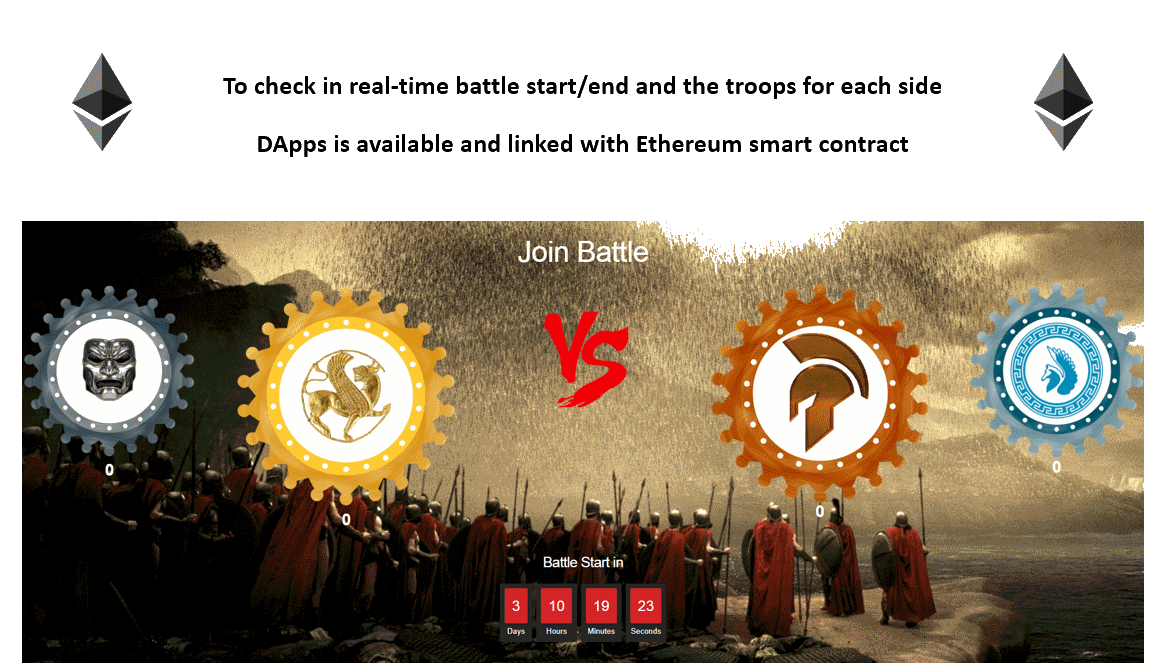 To check in real-time battle start/end and the troops for each side
DApps is available and linked with Ethereum smart contract
Join Battle
VS
0
0
0
0
Battle Start in
3 10 19 23
Days Hours Minutes Seconds